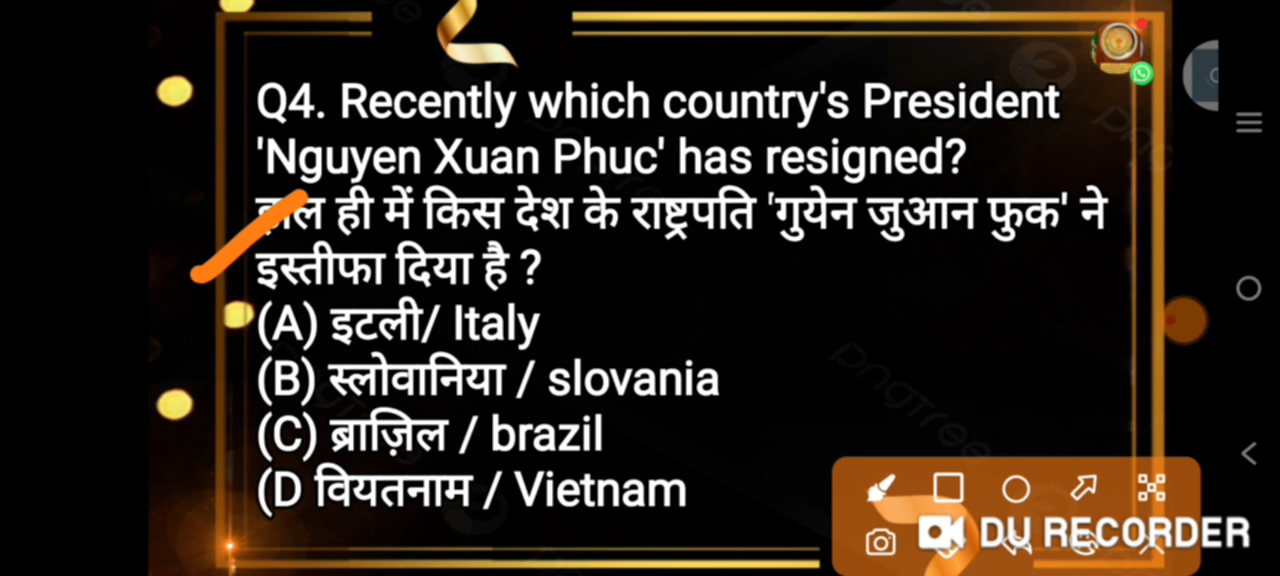 Q4. Recently which country's President
'Nguyen Xuan Phuc' has resigned?
हाल ही में किस देश के राष्ट्रपति 'गुयेन जुआन फुक' ने
इस्तीफा दिया है ?
(A) इटली/ Italy
(B) स्लोवानिया / slovania
(C) ब्राज़िल / brazil
(D वियतनाम / Vietnam
DU RECORDER
pngtree